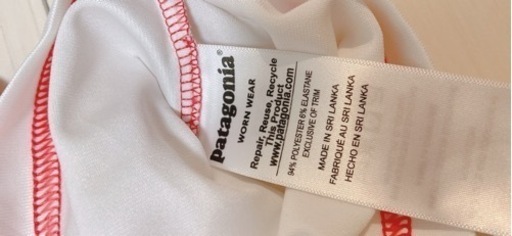 patagonia®
WORN WEAR
Repair, Reuse, Recycle
This Product
www.patagonia.com
94% POLYESTER 6% ELASTANE
EXCLUSIVE OF TRIM
MADE IN SRI LANKA
FABRIQUÉ AU SRI LANKA
HECHO EN SRI LANKA